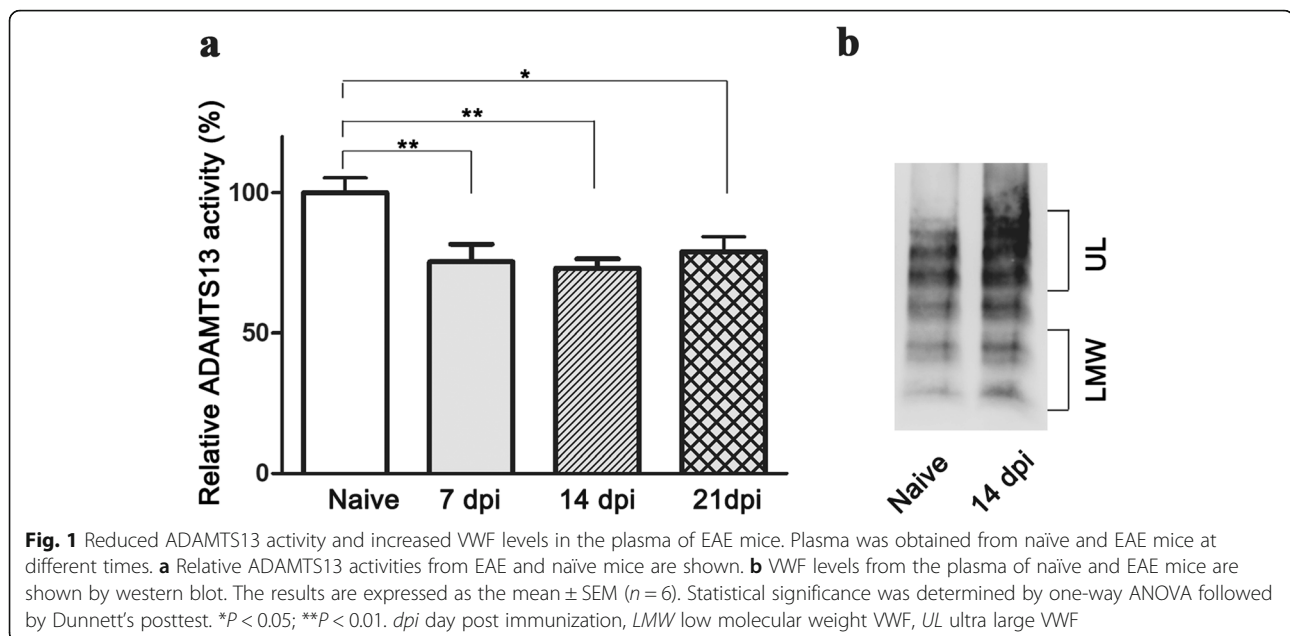 a
b
*
**
**
Relative ADAMTS13 activity (%)
100
50
0
Naive 7 dpi 14 dpi 21dpi
UL
LMW
Naive 14 dpi
Fig. 1 Reduced ADAMTS13 activity and increased VWF levels in the plasma of EAE mice. Plasma was obtained from naïve and EAE mice at
different times. a Relative ADAMTS13 activities from EAE and naïve mice are shown. b VWF levels from the plasma of naïve and EAE mice are
shown by western blot. The results are expressed as the mean ± SEM (n = 6). Statistical significance was determined by one-way ANOVA followed
by Dunnett's posttest. *P < 0.05; **P < 0.01. dpi day post immunization, LMW low molecular weight VWF, UL ultra large VWF